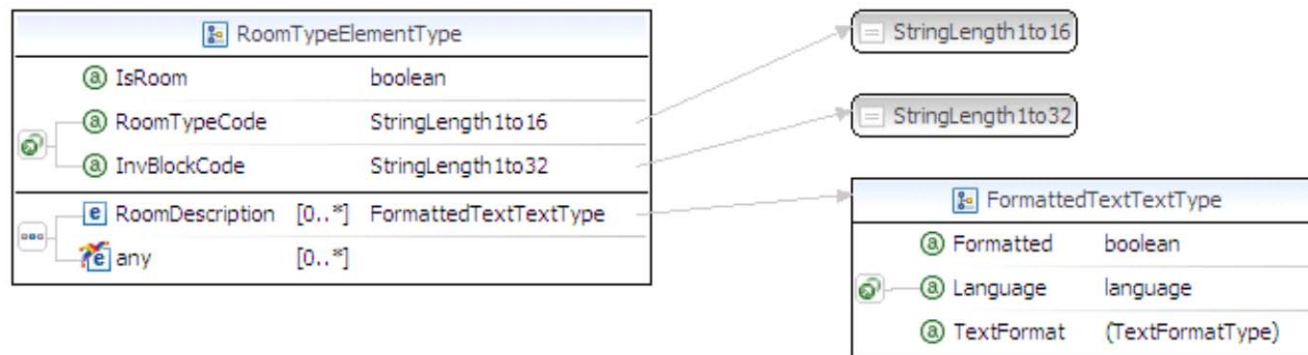 RoomTypeElementType
IsRoom boolean
RoomTypeCode StringLength1to16
InvBlockCode StringLength1to32
RoomDescription [0..*] FormattedTextTextType
any [0..*]
StringLength1to16
StringLength1to32
FormattedTextTextType
Formatted boolean
Language language
TextFormat (TextFormatType)